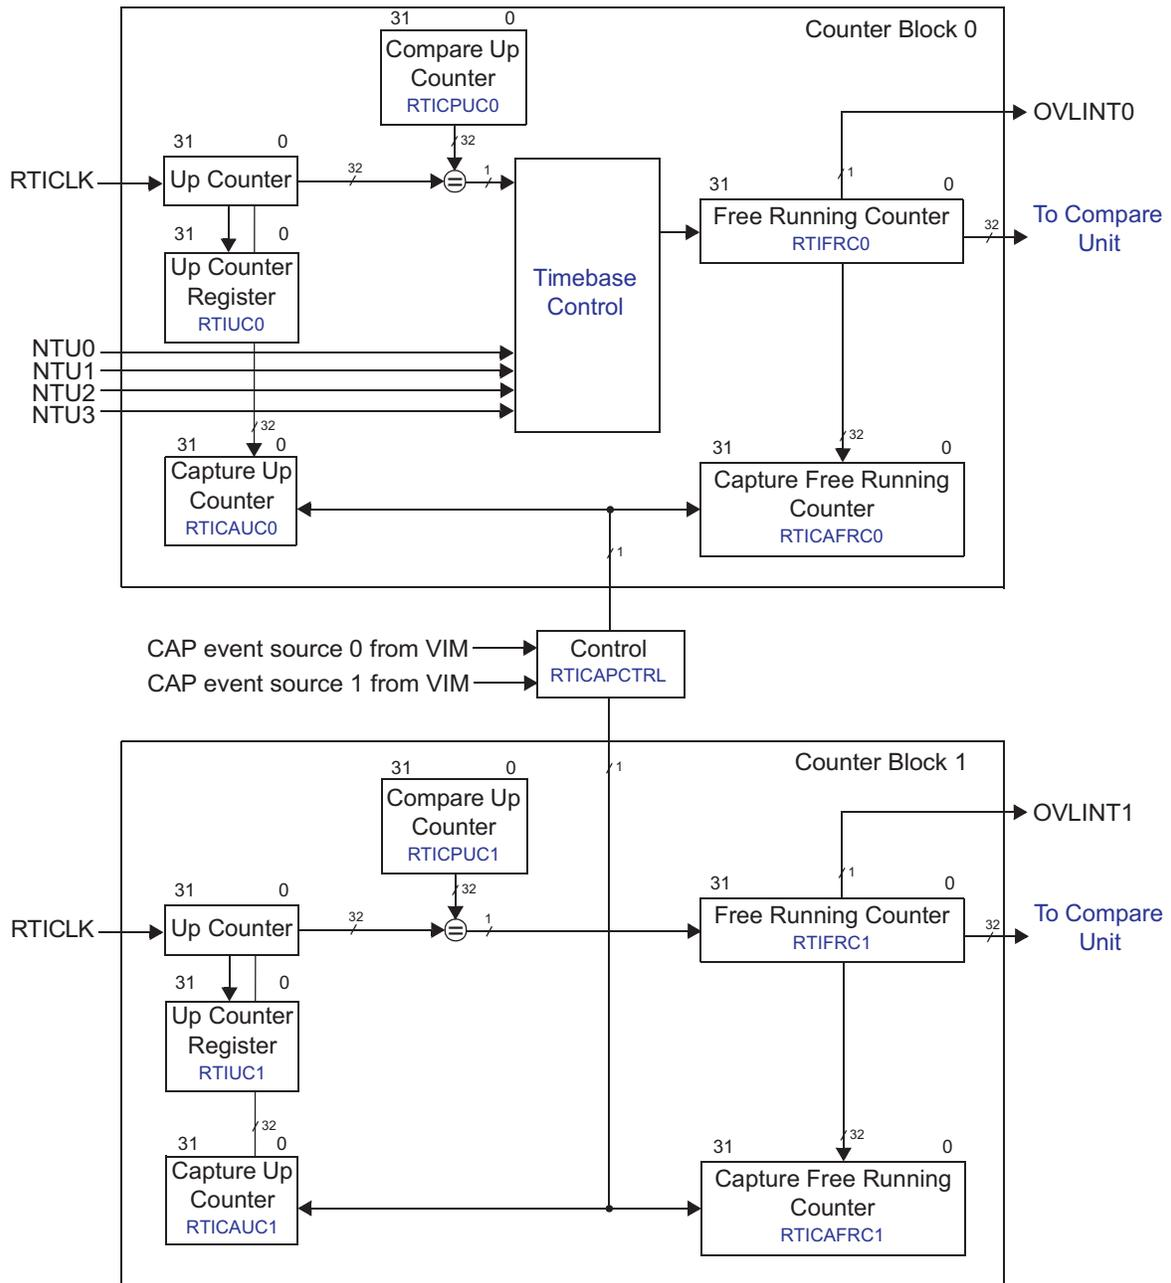 Counter Block 0
31 0
Compare Up
Counter
RTICPUC0
32
OVLINT0
31 0
RTICLK
Up Counter
32
1
1
31 0
Free Running Counter
RTIFRC0
32
To Compare
Unit
31 0
Up Counter
Register
RTIUC0
Timebase
Control
NTU0
NTU1
NTU2
NTU3
32
31 0
Capture Up
Counter
RTICAUC0
32
31 0
Capture Free Running
Counter
RTICAFRC0
1
CAP event source 0 from VIM
CAP event source 1 from VIM
Control
RTICAPCTRL
Counter Block 1
1
31 0
Compare Up
Counter
RTICPUC1
32
OVLINT1
31 0
RTICLK
Up Counter
32
1
1
31 0
Free Running Counter
RTIFRC1
32
To Compare
Unit
31 0
Up Counter
Register
RTIUC1
32
31 0
Capture Up
Counter
RTICAUC1
32
31 0
Capture Free Running
Counter
RTICAFRC1